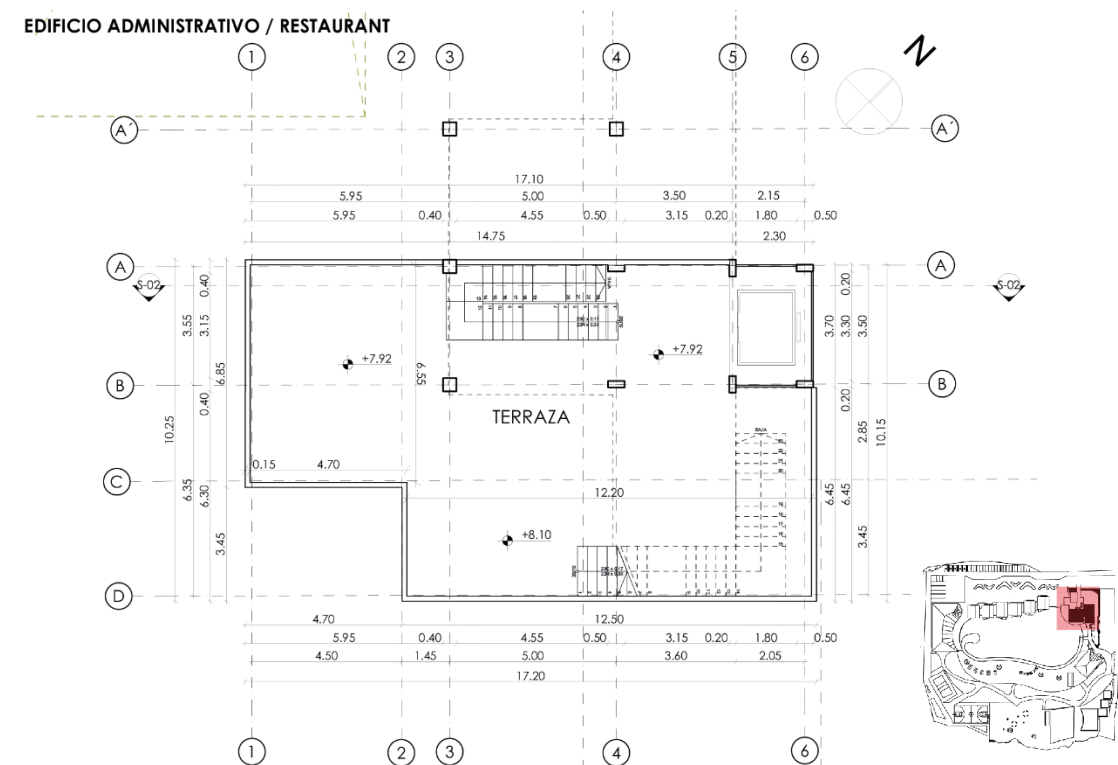 EDIFICIO ADMINISTRATIVO / RESTAURANT
N
1 2 3 4 5 6
A´ A´
17.10
5.95 5.00 3.50 2.15
5.95 0.40 4.55 0.50 3.15 0.20 1.80 0.50
14.75 2.30
A A
S-02 S-02
0.40 0.20
3.55 3.15 3.70 3.30 3.50
BAJA
+7.92 +7.92
6.85 6.55
B B
0.40 0.20
TERRAZA
10.25 2.85 10.15
BAJA
0.15 4.70
C
12.20
6.35 6.30 6.45 6.45
+8.10
3.45 3.45
D
4.70 12.50
5.95 0.40 4.55 0.50 3.15 0.20 1.80 0.50
4.50 1.45 5.00 3.60 2.05
17.20
1 2 3 4 6